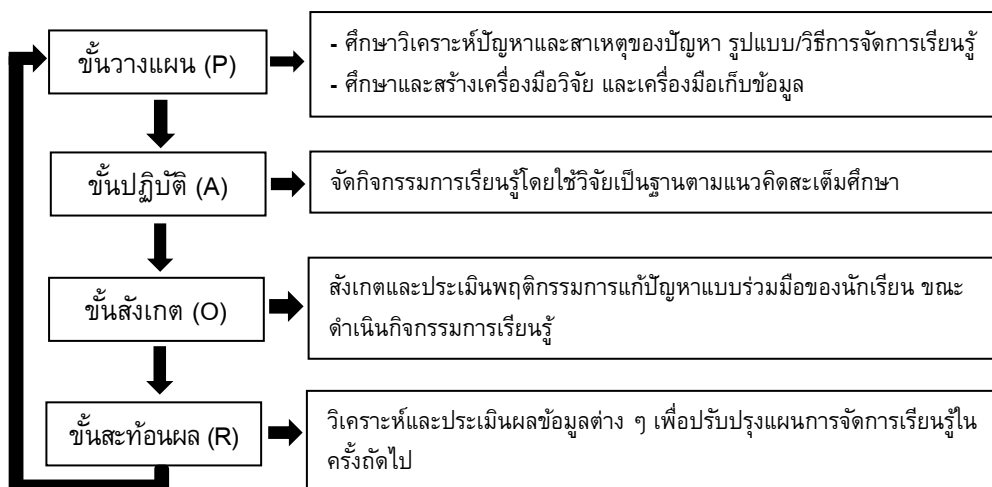 ขั้นวางแผน (P)
- ศึกษาวิเคราะห์ปัญหาและสาเหตุของปัญหา รูปแบบ/วิธีการจัดการเรียนรู้
- ศึกษาและสร้างเครื่องมือวิจัย และเครื่องมือเก็บข้อมูล
ขั้นปฏิบัติ (A)
จัดกิจกรรมการเรียนรู้โดยใช้วิจัยเป็นฐานตามแนวคิดสะเต็มศึกษา
ขั้นสังเกต (O)
สังเกตและประเมินพฤติกรรมการแก้ปัญหาแบบร่วมมือของนักเรียน ขณะ
ดำเนินกิจกรรมการเรียนรู้
ขั้นสะท้อนผล (R)
วิเคราะห์และประเมินผลข้อมูลต่าง ๆ เพื่อปรับปรุงแผนการจัดการเรียนรู้ใน
ครั้งถัดไป